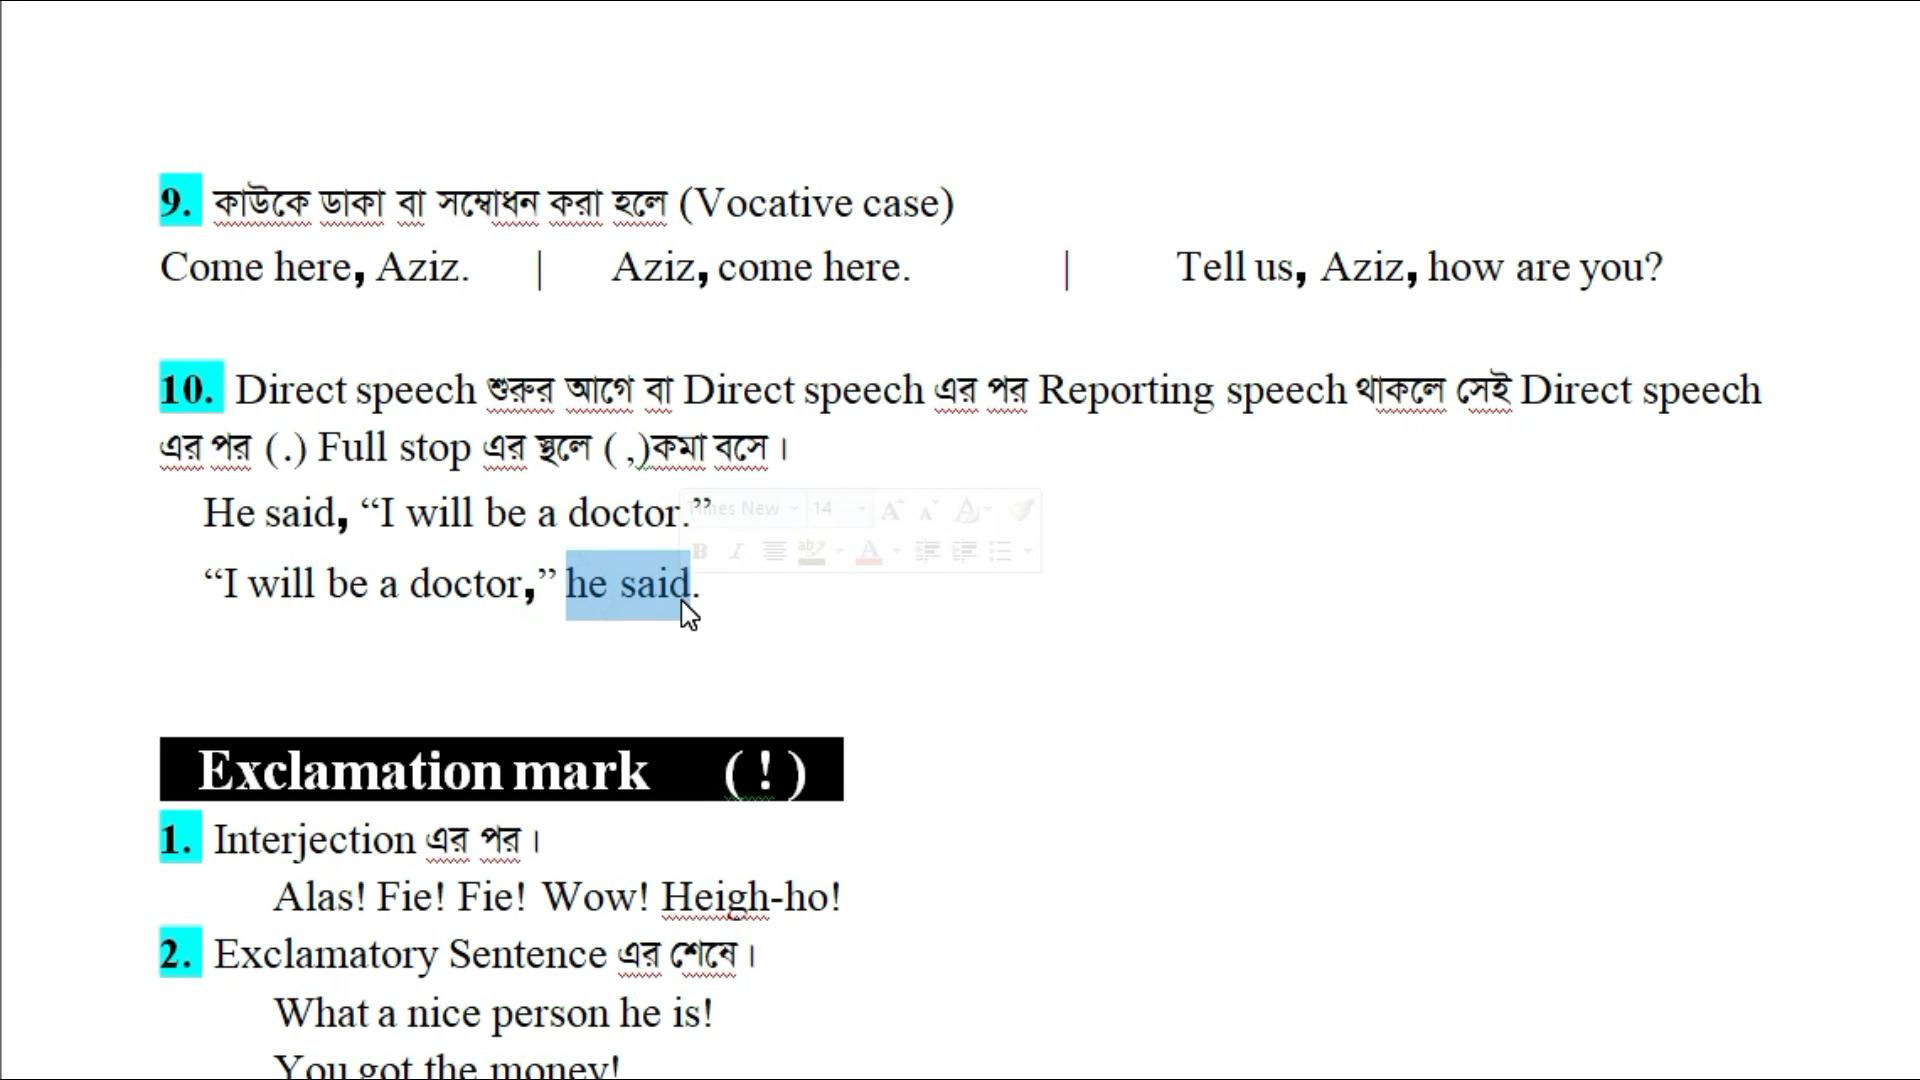 9. কাউকে ডাকা বা সম্বোধন করা হলে (Vocative case)
Come here, Aziz. | Aziz, come here. | Tell us, Aziz, how are you?
10. Direct speech শুরুর আগে বা Direct speech এর পর Reporting speech থাকলে সেই Direct speech
এর পর (.) Full stop এর স্থলে ( ,)কমা বসে।
He said, “I will be a doctor.”
“I will be a doctor,” he said.
Exclamation mark ( ! )
1. Interjection এর পর।
Alas! Fie! Fie! Wow! Heigh-ho!
2. Exclamatory Sentence এর শেষে।
What a nice person he is!
You got the money!